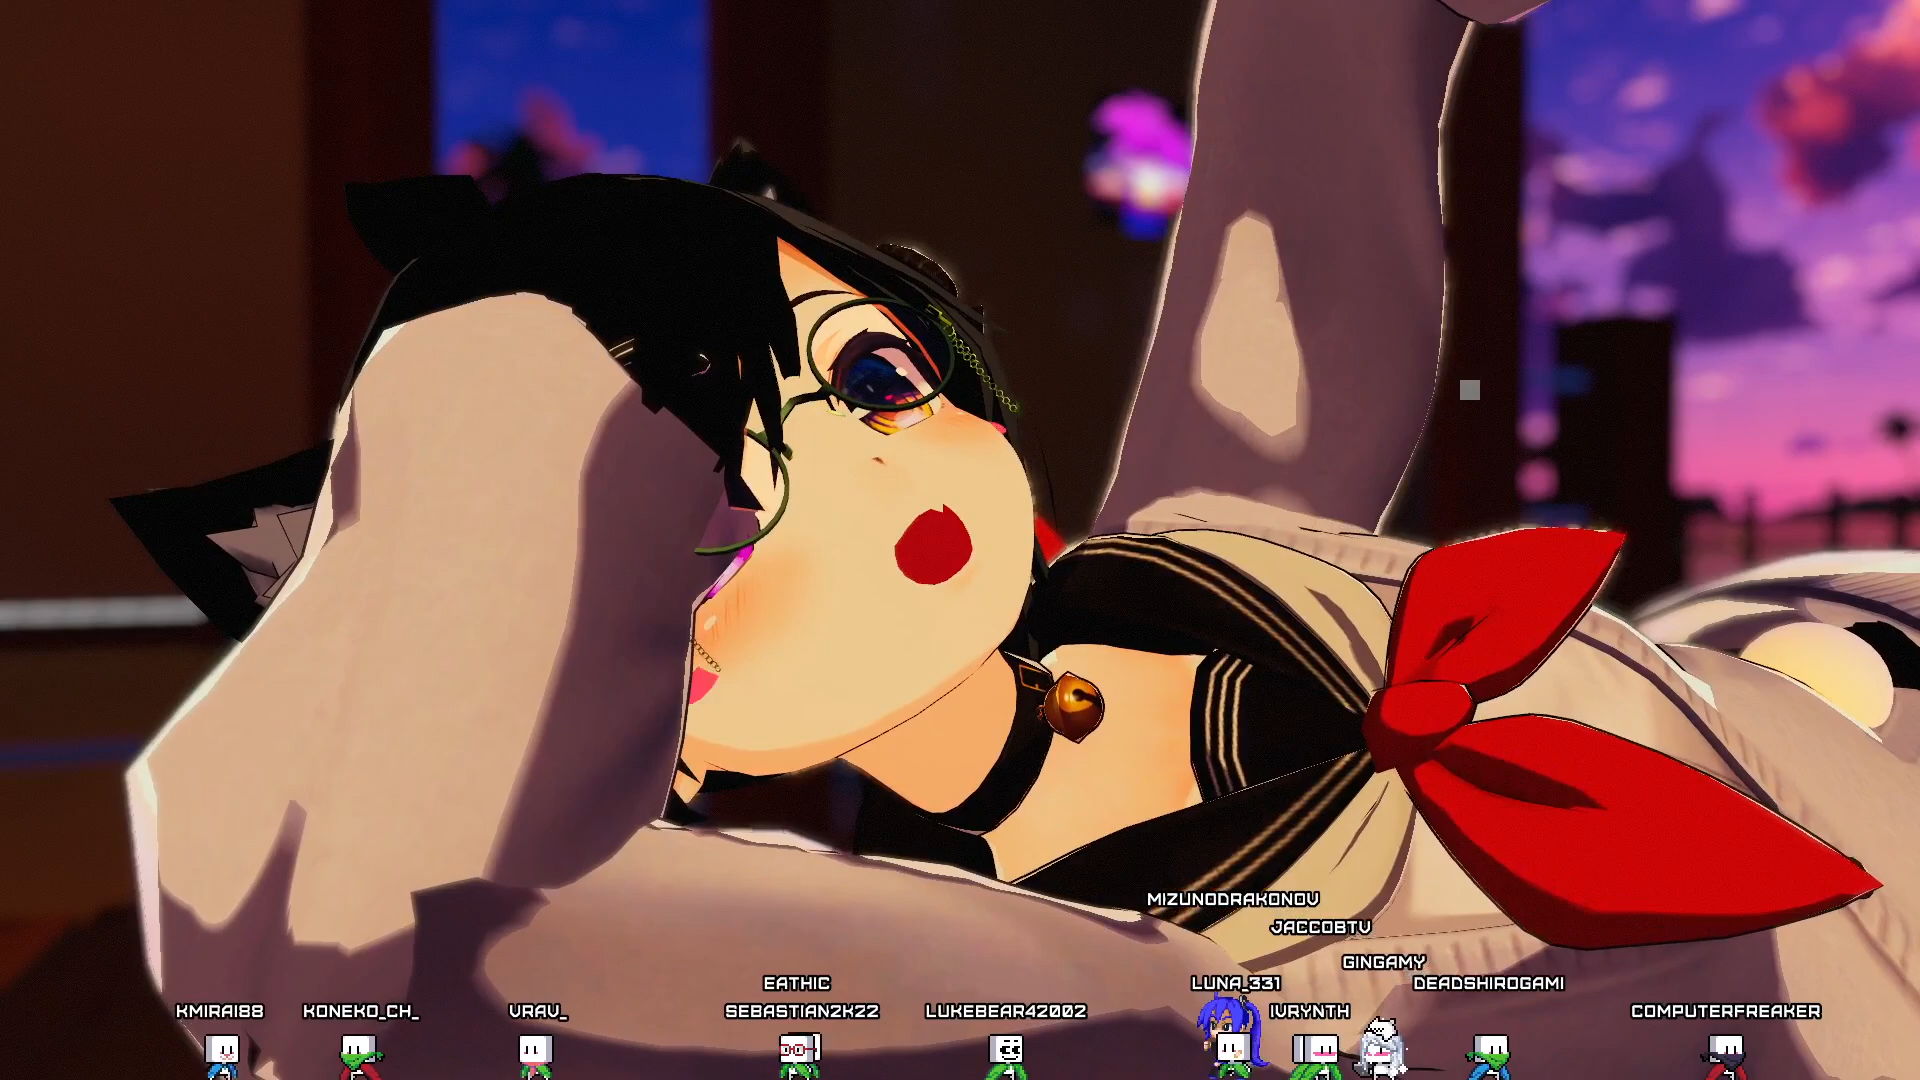 MIZUNODRAKONOV
JACCOBTV
GINGAMY
EATHIC
LUNA_331
DEADSHIROGAMI
KMIRAI88
KONEKO_CH_
VRAV_
SEBASTIAN2K22
LUKEBEAR42002
IVRYNTH
COMPUTERFREAKER